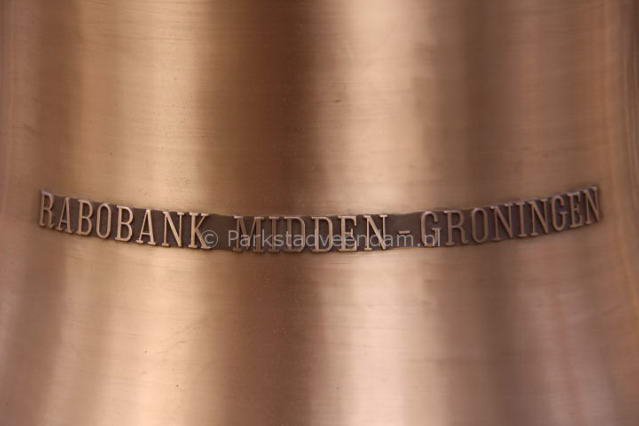 RABOBANK MIDDEN-GRONINGEN
© Parkstadveendam.nl